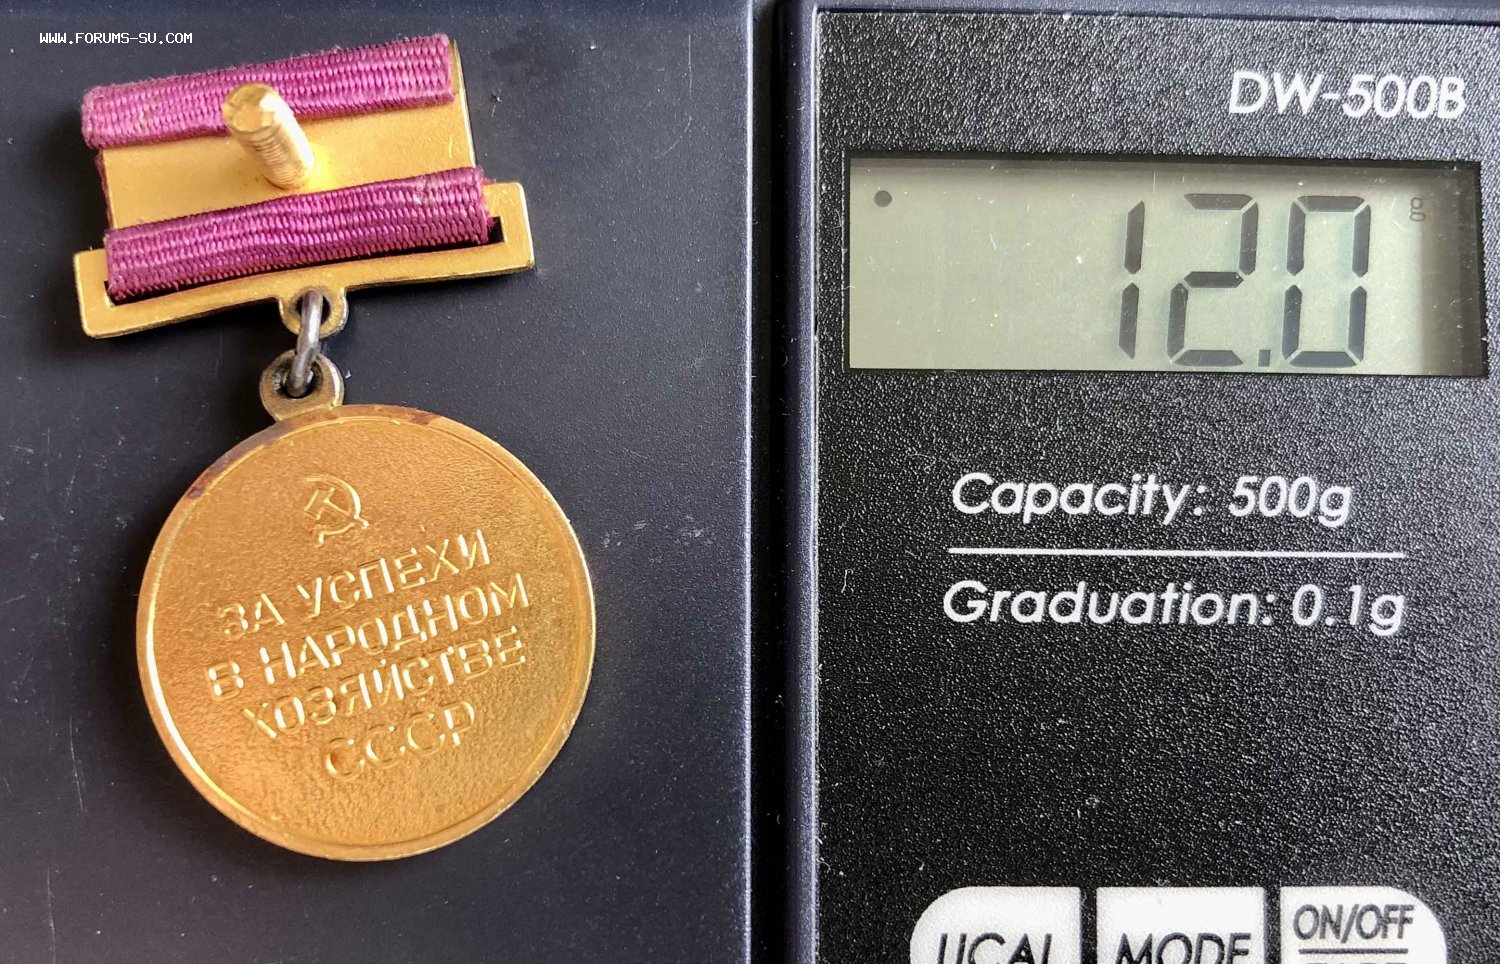 WWW.FORUMS-SU.COM
DW-500B
12.0 g
Capacity: 500g
Graduation: 0.1g
ЗА УСПЕХИ
В НАРОДНОМ
ХОЗЯЙСТВЕ
СССР
MODE
ON/OFF